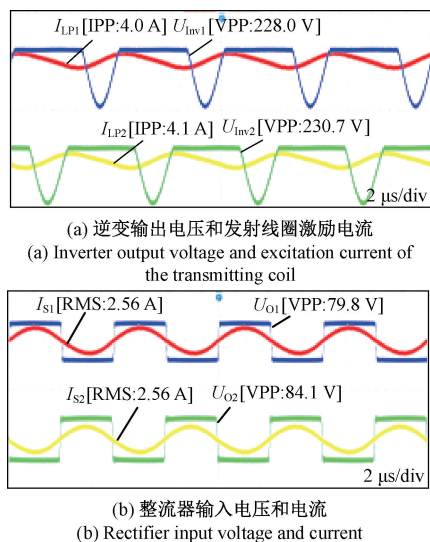 I_LP1[IPP:4.0 A] U_Inv1[VPP:228.0 V]
I_LP2[IPP:4.1 A] U_Inv2[VPP:230.7 V]
2 μs/div
(a) 逆变输出电压和发射线圈激励电流
(a) Inverter output voltage and excitation current of
the transmitting coil
I_S1[RMS:2.56 A] U_O1[VPP:79.8 V]
I_S2[RMS:2.56 A] U_O2[VPP:84.1 V]
2 μs/div
(b) 整流器输入电压和电流
(b) Rectifier input voltage and current